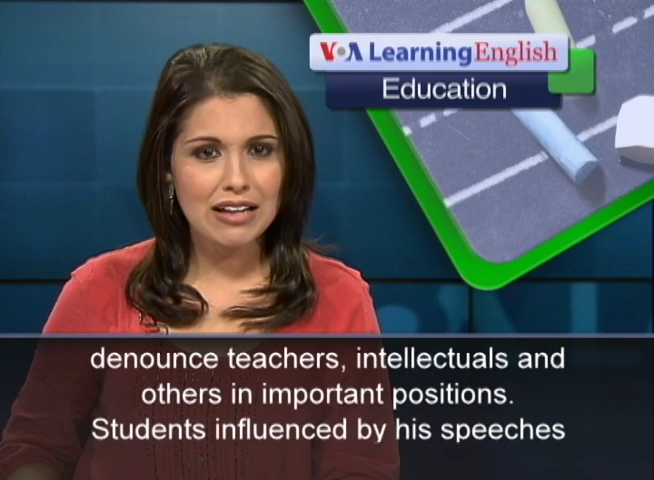 VOA LearningEnglish
Education
denounce teachers, intellectuals and
others in important positions.
Students influenced by his speeches